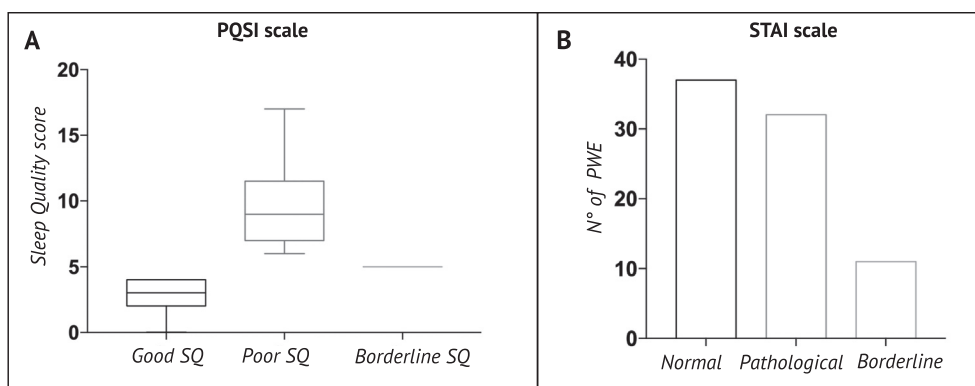 A
PQSI scale
20
15
10
5
0
Sleep Quality score
Good SQ
Poor SQ
Borderline SQ
B
STAI scale
40
30
20
10
0
N° of PWE
Normal
Pathological
Borderline